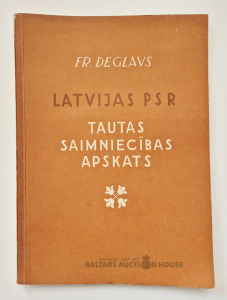 FR. DEGLAVS
LATVIJAS PSR
TAUTAS
SAIMNIECĪBAS
APSKATS
BALTARS AUCTION HOUSE